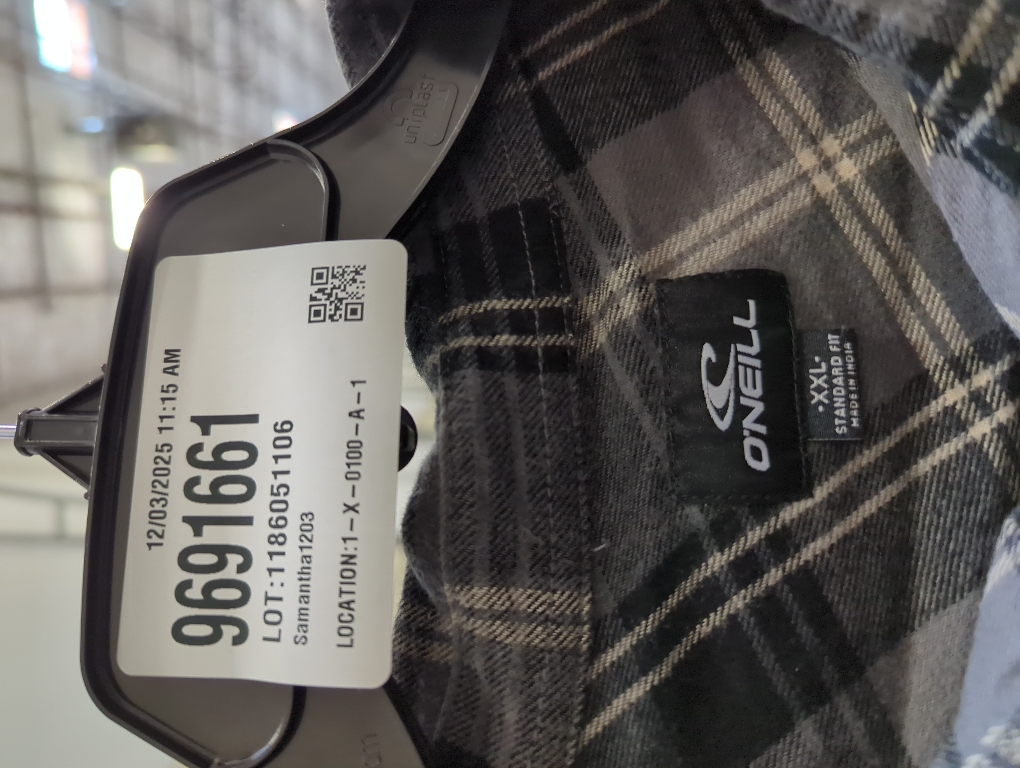 12/03/2025 11:15 AM
9691661
LOT:1186051106
Samantha1203
LOCATION:1-X-0100-A-1
uniplast
O'NEILL
·XXL·
STANDARD FIT
MADE IN INDIA